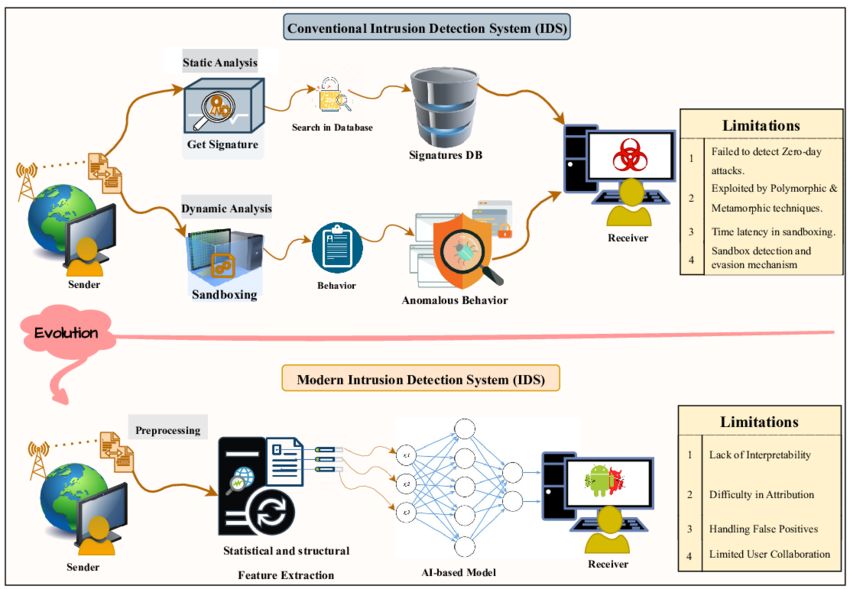 Conventional Intrusion Detection System (IDS)
Static Analysis
Get Signature
Search in Database
Signatures DB
Dynamic Analysis
Sandboxing
Behavior
Anomalous Behavior
Sender
Receiver
Limitations
1 Failed to detect Zero-day
attacks.
2 Exploited by Polymorphic &
Metamorphic techniques.
3 Time latency in sandboxing.
4 Sandbox detection and
evasion mechanism
Evolution
Modern Intrusion Detection System (IDS)
Preprocessing
Sender
Statistical and structural
Feature Extraction
x1
x2
x3
AI-based Model
Receiver
Limitations
1 Lack of Interpretability
2 Difficulty in Attribution
3 Handling False Positives
4 Limited User Collaboration